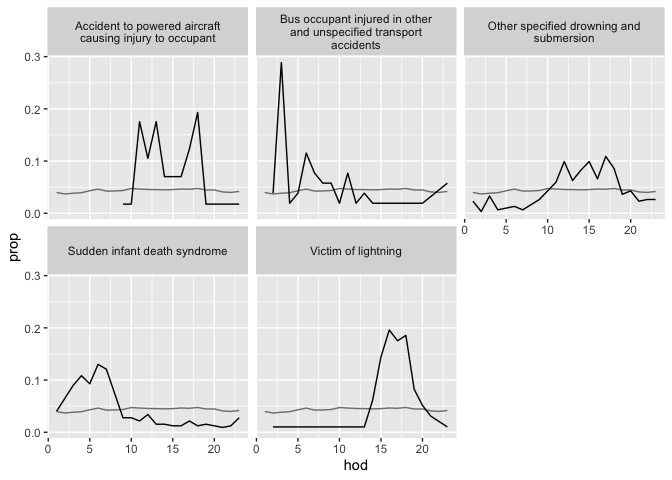 Accident to powered aircraft
causing injury to occupant
Bus occupant injured in other
and unspecified transport
accidents
Other specified drowning and
submersion
0.3
0.2
0.1
0.0
0 5 10 15 20
Sudden infant death syndrome
Victim of lightning
0.3
0.2
0.1
0.0
0 5 10 15 20
0 5 10 15 20
prop
hod